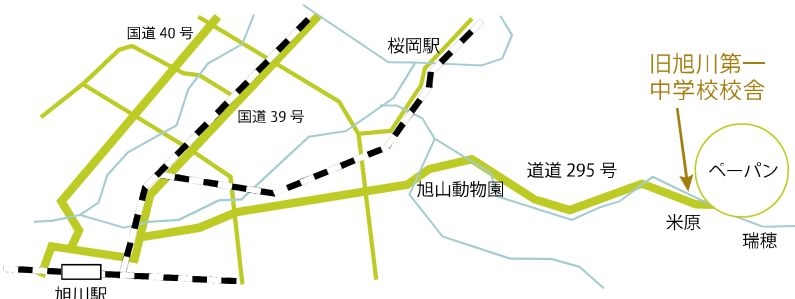 国道 40 号
桜岡駅
旧旭川第一
中学校校舎
国道 39 号
道道 295 号
ペーパン
旭山動物園
米原
瑞穂
旭川駅